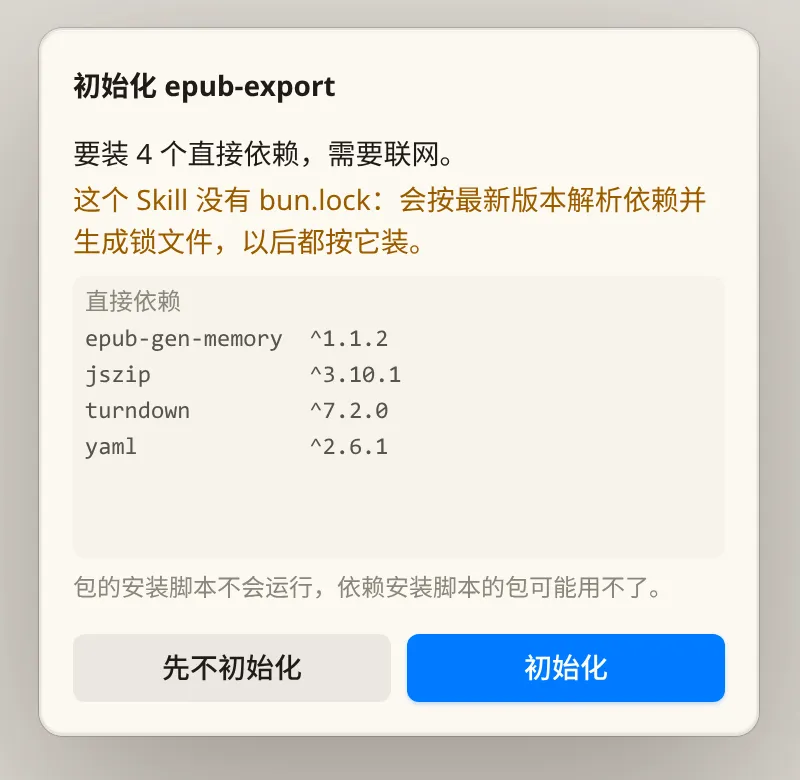 初始化 epub-export
要装 4 个直接依赖，需要联网。
这个 Skill 没有 bun.lock：会按最新版本解析依赖并
生成锁文件，以后都按它装。
直接依赖
epub-gen-memory ^1.1.2
jszip ^3.10.1
turndown ^7.2.0
yaml ^2.6.1
包的安装脚本不会运行，依赖安装脚本的包可能用不了。
先不初始化 初始化